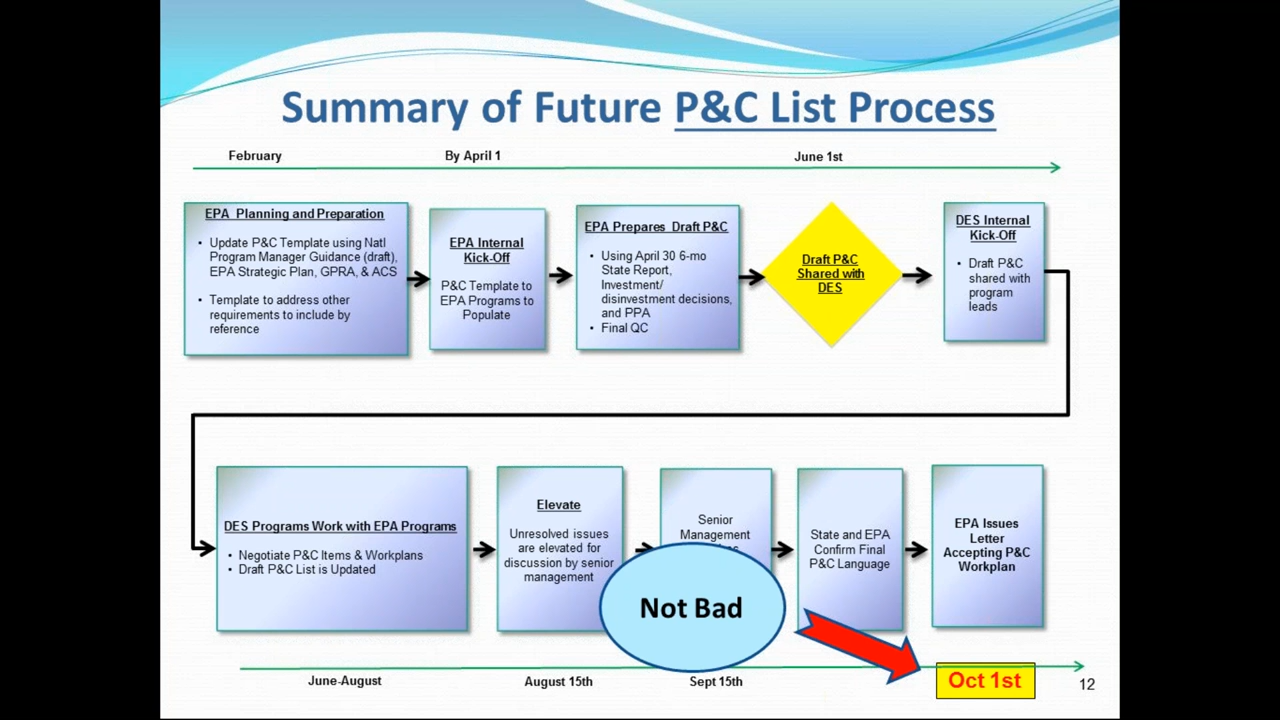 Summary of Future P&C List Process
February
By April 1
June 1st
EPA Planning and Preparation
• Update P&C Template using Natl
Program Manager Guidance (draft),
EPA Strategic Plan, GPRA, & ACS
• Template to address other
requirements to include by
reference
EPA Internal
Kick-Off
P&C Template to
EPA Programs to
Populate
EPA Prepares Draft P&C
• Using April 30 6-mo
State Report,
Investment/
disinvestment decisions,
and PPA
• Final QC
Draft P&C
Shared with
DES
DES Internal
Kick-Off
• Draft P&C
shared with
program
leads
DES Programs Work with EPA Programs
• Negotiate P&C Items & Workplans
• Draft P&C List is Updated
Elevate
Unresolved issues
are elevated for
discussion by senior
management
Senior
Management
Not Bad
State and EPA
Confirm Final
P&C Language
EPA Issues
Letter
Accepting P&C
Workplan
June-August
August 15th
Sept 15th
Oct 1st
12